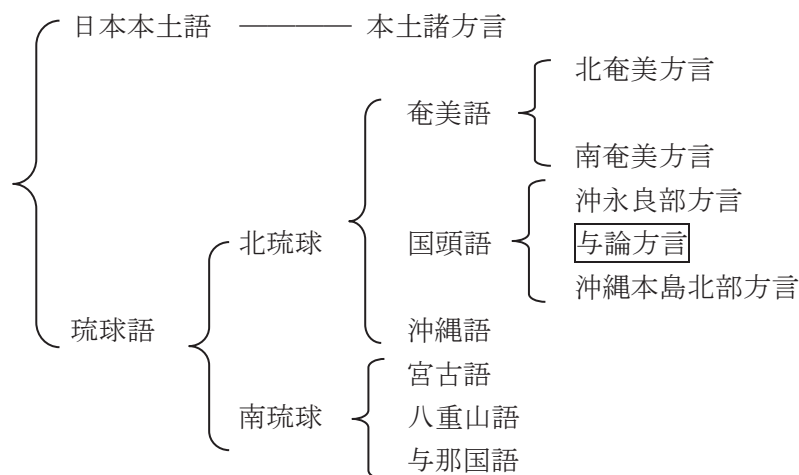 日本本土語 ———— 本土諸方言
北奄美方言
奄美語
南奄美方言
沖永良部方言
北琉球 国頭語 与論方言
沖縄本島北部方言
琉球語 沖縄語
宮古語
南琉球 八重山語
与那国語